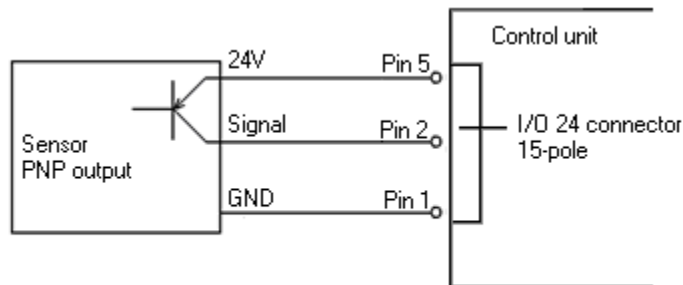 Control unit
24V
Pin 5
Signal
Pin 2
I/O 24 connector
15-pole
Sensor
PNP output
GND
Pin 1